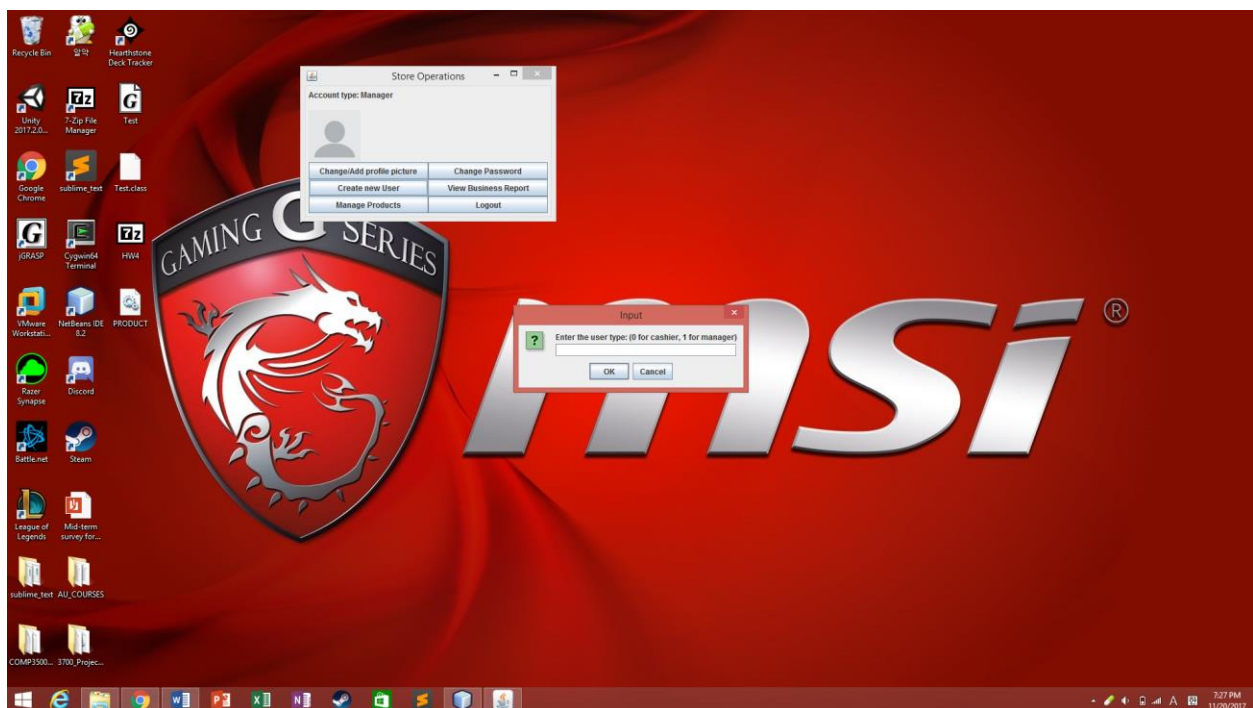 Recycle Bin
알약
Hearthstone
Deck Tracker
Unity
2017.2.0...
7-Zip File
Manager
Test
Google
Chrome
sublime_text
Test.class
jGRASP
Cygwin64
Terminal
HW4
VMware
Workstati...
NetBeans IDE
8.2
PRODUCT
Razer
Synapse
Discord
Battle.net
Steam
League of
Legends
Mid-term
survey for...
sublime_text
AU_COURSES
COMP3500...
3700_Projec...
Store Operations
Account type: Manager
Change/Add profile picture
Change Password
Create new User
View Business Report
Manage Products
Logout
GAMING G SERIES
msi ®
Input
Enter the user type: (0 for cashier, 1 for manager)
OK
Cancel
A
7:27 PM
11/20/2017